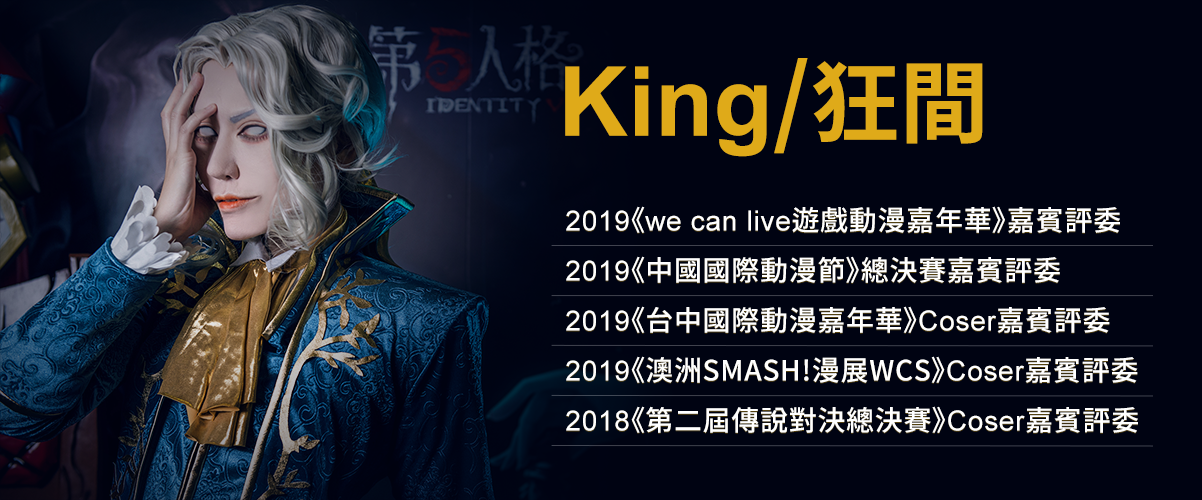 第5人格
IDENTITY V
King/狂間
2019《we can live遊戲動漫嘉年華》嘉賓評委
2019《中國國際動漫節》總決賽嘉賓評委
2019《台中國際動漫嘉年華》Coser嘉賓評委
2019《澳洲SMASH!漫展WCS》Coser嘉賓評委
2018《第二屆傳說對決總決賽》Coser嘉賓評委